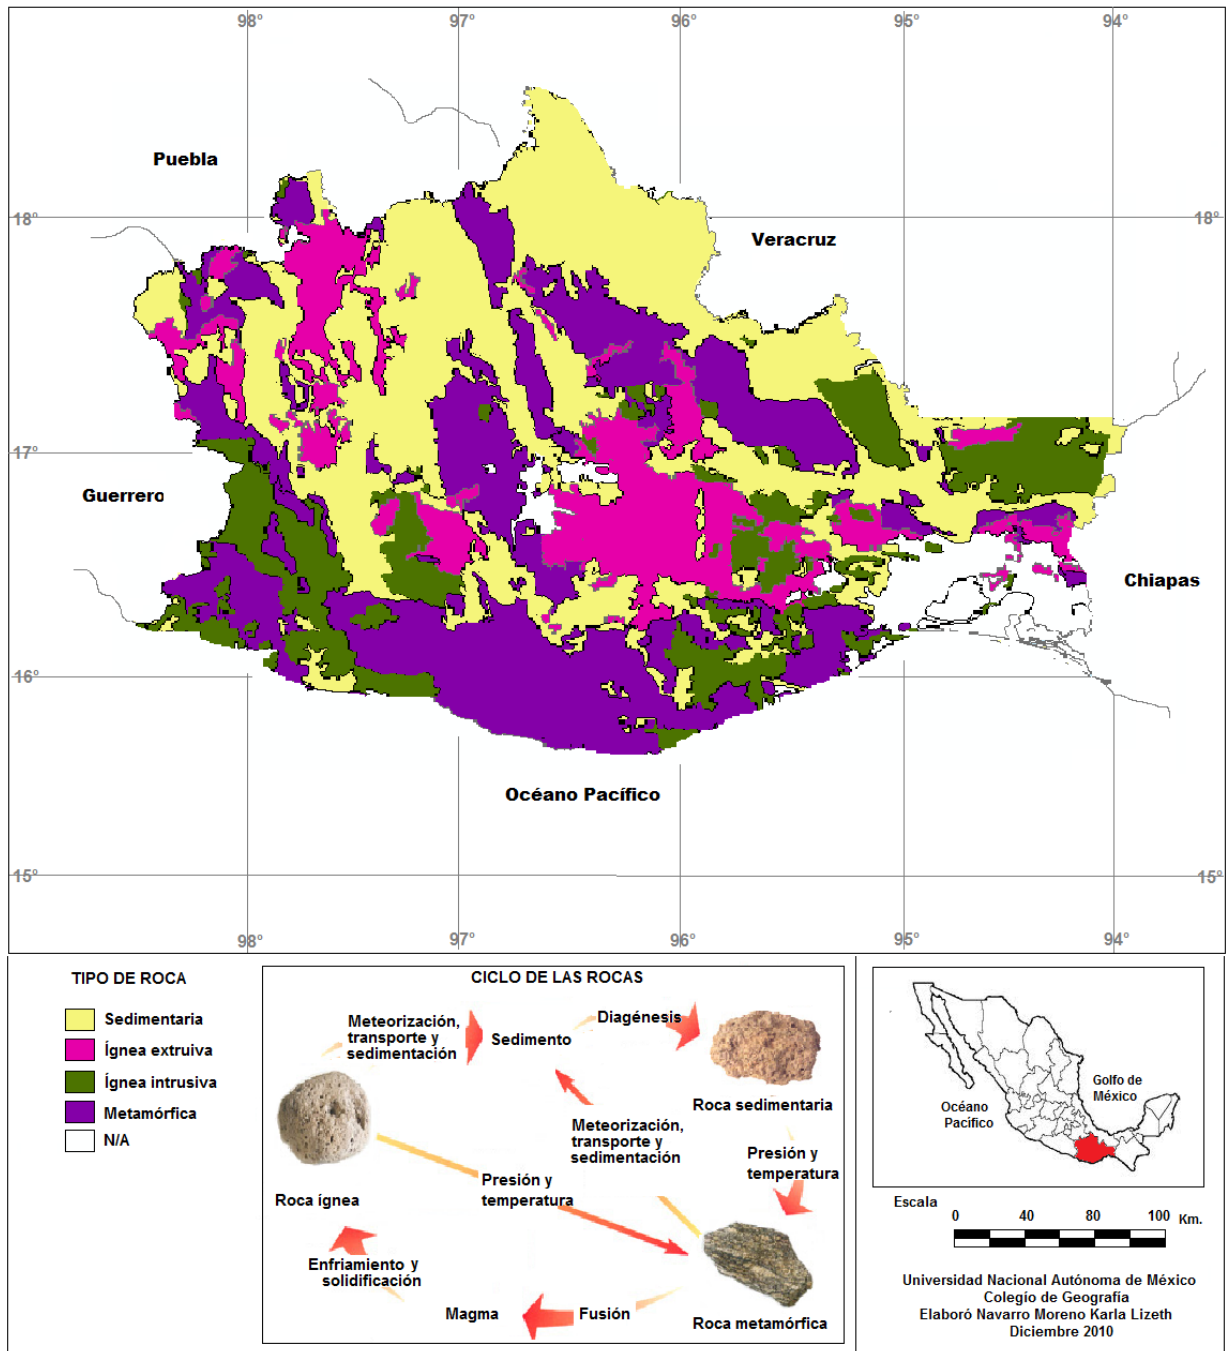 98°
97°
96°
95°
94°
Puebla
18°
18°
Veracruz
17°
Guerrero
Chiapas
16°
Océano Pacífico
15°
15°
98°
97°
96°
95°
94°
TIPO DE ROCA
Sedimentaria
Ígnea extruiva
Ígnea intrusiva
Metamórfica
N/A
CICLO DE LAS ROCAS
Meteorización,
transporte y
sedimentación
Sedimento
Diagénesis
Roca sedimentaria
Meteorización,
transporte y
sedimentación
Presión y
temperatura
Presión y
temperatura
Roca ígnea
Enfriamiento y
solidificación
Magma
Fusión
Roca metamórfica
Golfo de
México
Océano
Pacífico
Escala
0 40 80 100 Km.
Universidad Nacional Autónoma de México
Colegío de Geografía
Elaboró Navarro Moreno Karla Lizeth
Diciembre 2010